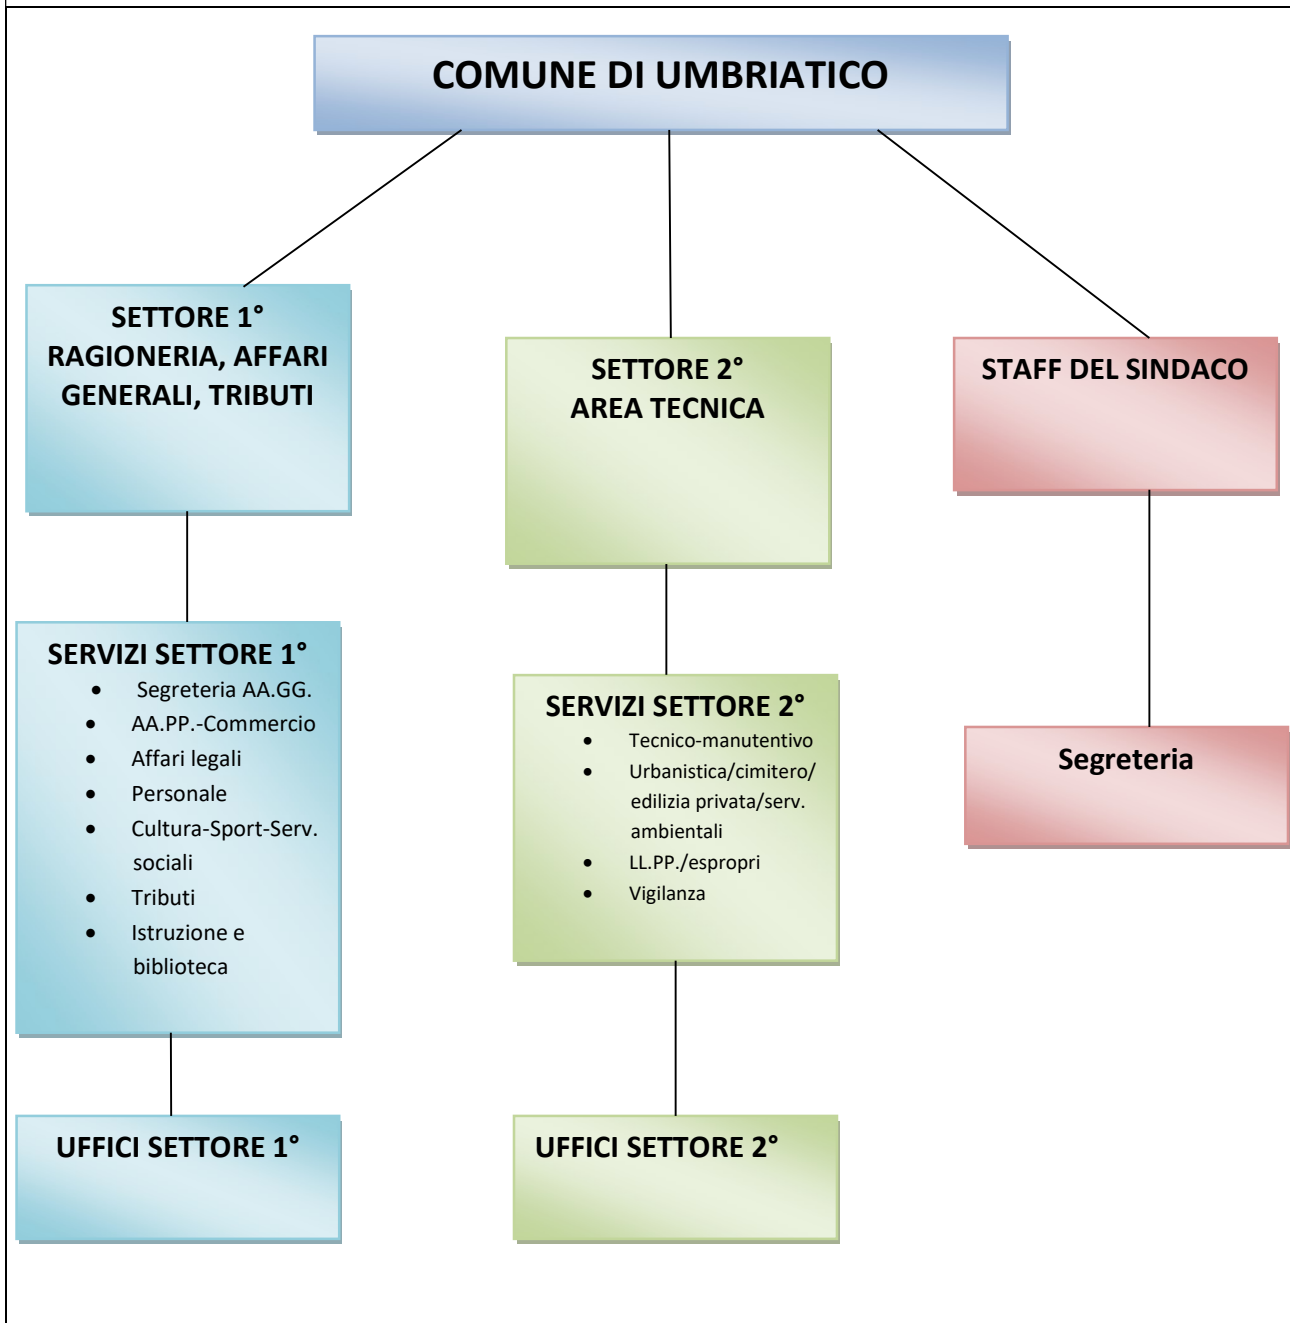 COMUNE DI UMBRIATICO
SETTORE 1°
RAGIONERIA, AFFARI
GENERALI, TRIBUTI
SETTORE 2°
AREA TECNICA
STAFF DEL SINDACO
SERVIZI SETTORE 1°
• Segreteria AA.GG.
• AA.PP.-Commercio
• Affari legali
• Personale
• Cultura-Sport-Serv.
sociali
• Tributi
• Istruzione e
biblioteca
SERVIZI SETTORE 2°
• Tecnico-manutentivo
• Urbanistica/cimitero/
edilizia privata/serv.
ambientali
• LL.PP./espropri
• Vigilanza
Segreteria
UFFICI SETTORE 1°
UFFICI SETTORE 2°